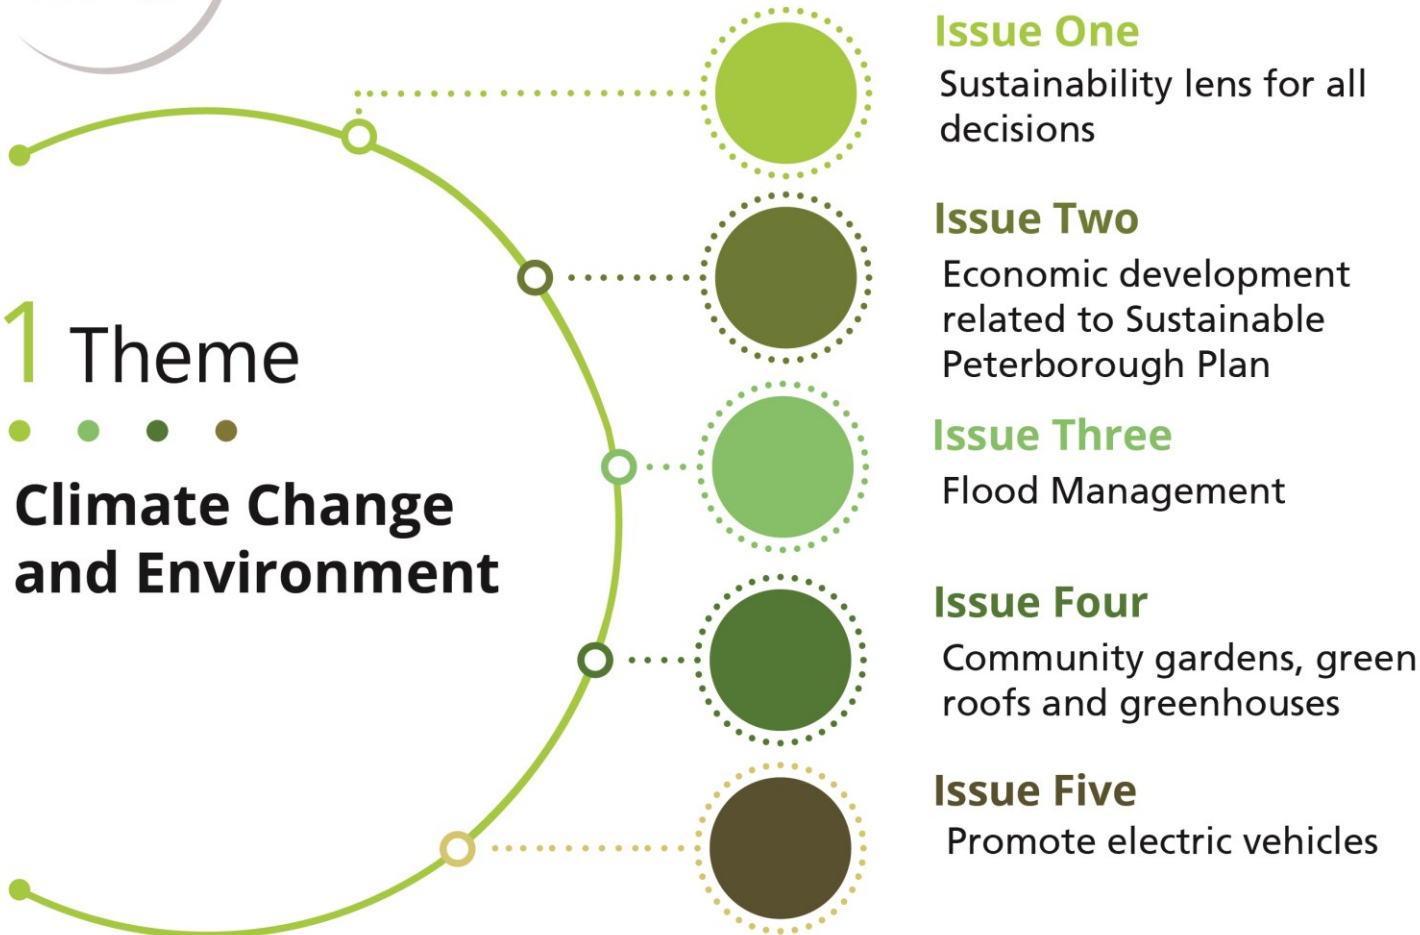 1 Theme
Climate Change
and Environment
Issue One
Sustainability lens for all
decisions
Issue Two
Economic development
related to Sustainable
Peterborough Plan
Issue Three
Flood Management
Issue Four
Community gardens, green
roofs and greenhouses
Issue Five
Promote electric vehicles